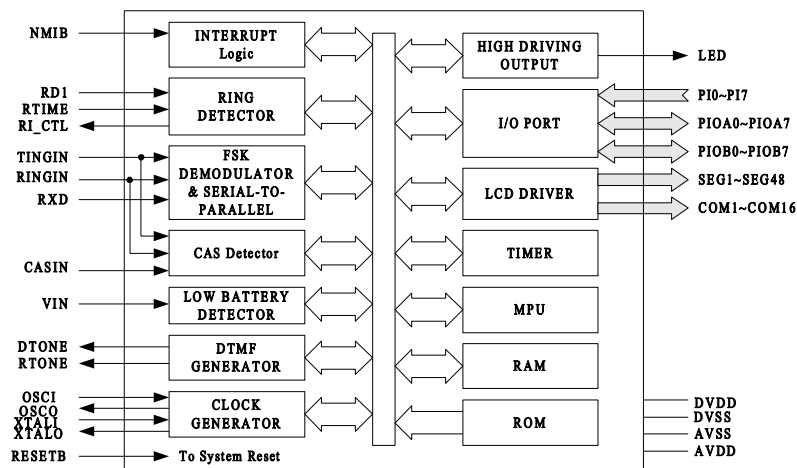 NMIB
INTERRUPT
Logic
HIGH DRIVING
OUTPUT
LED
RD1
RTIME
RI_CTL
RING
DETECTOR
I/O PORT
PI0~PI7
PIOA0~PIOA7
PIOB0~PIOB7
TINGIN
RINGIN
RXD
FSK
DEMODULATOR
& SERIAL-TO-
PARALLEL
LCD DRIVER
SEG1~SEG48
COM1~COM16
CASIN
CAS Detector
TIMER
VIN
LOW BATTERY
DETECTOR
MPU
DTONE
RTONE
DTMF
GENERATOR
RAM
OSCI
OSCO
XTALI
XTALO
CLOCK
GENERATOR
ROM
DVDD
DVSS
AVSS
AVDD
RESETB
To System Reset